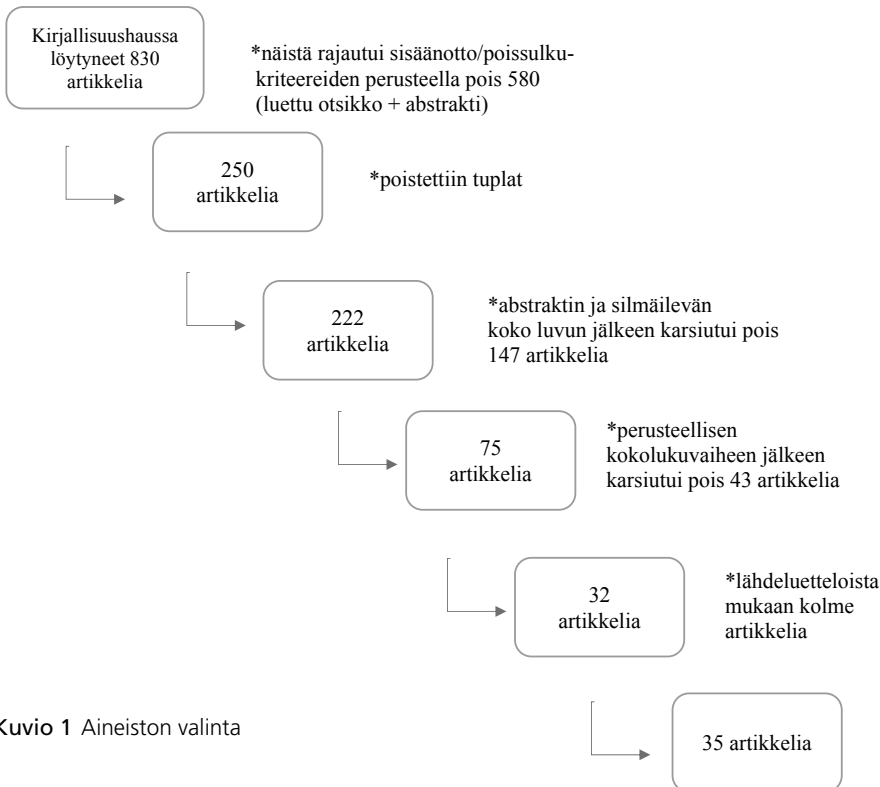 Kirjallisuushaussa
löytyneet 830
artikkelia
*näistä rajautui sisäänotto/poissulku-
kriteereiden perusteella pois 580
(luettu otsikko + abstrakti)
250
artikkelia
*poistettiin tuplat
222
artikkelia
*abstraktin ja silmäilevän
koko luvun jälkeen karsiutui pois
147 artikkelia
75
artikkelia
*perusteellisen
kokolukuvaiheen jälkeen
karsiutui pois 43 artikkelia
32
artikkelia
*lähdeluetteloista
mukaan kolme
artikkelia
35 artikkelia
Kuvio 1 Aineiston valinta